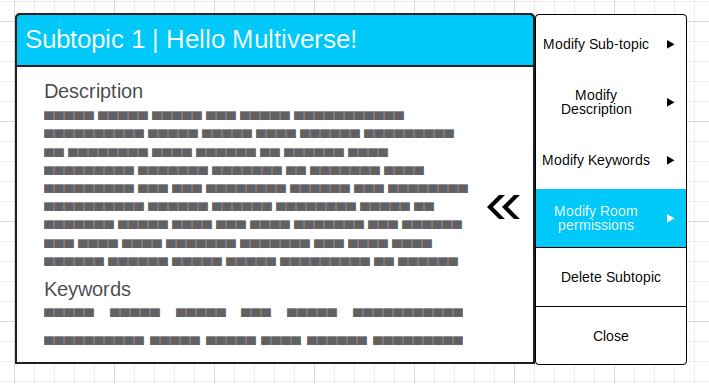 Subtopic 1 | Hello Multiverse!
Description
Keywords
Modify Sub-topic
Modify
Description
Modify Keywords
Modify Room
permissions
Delete Subtopic
Close